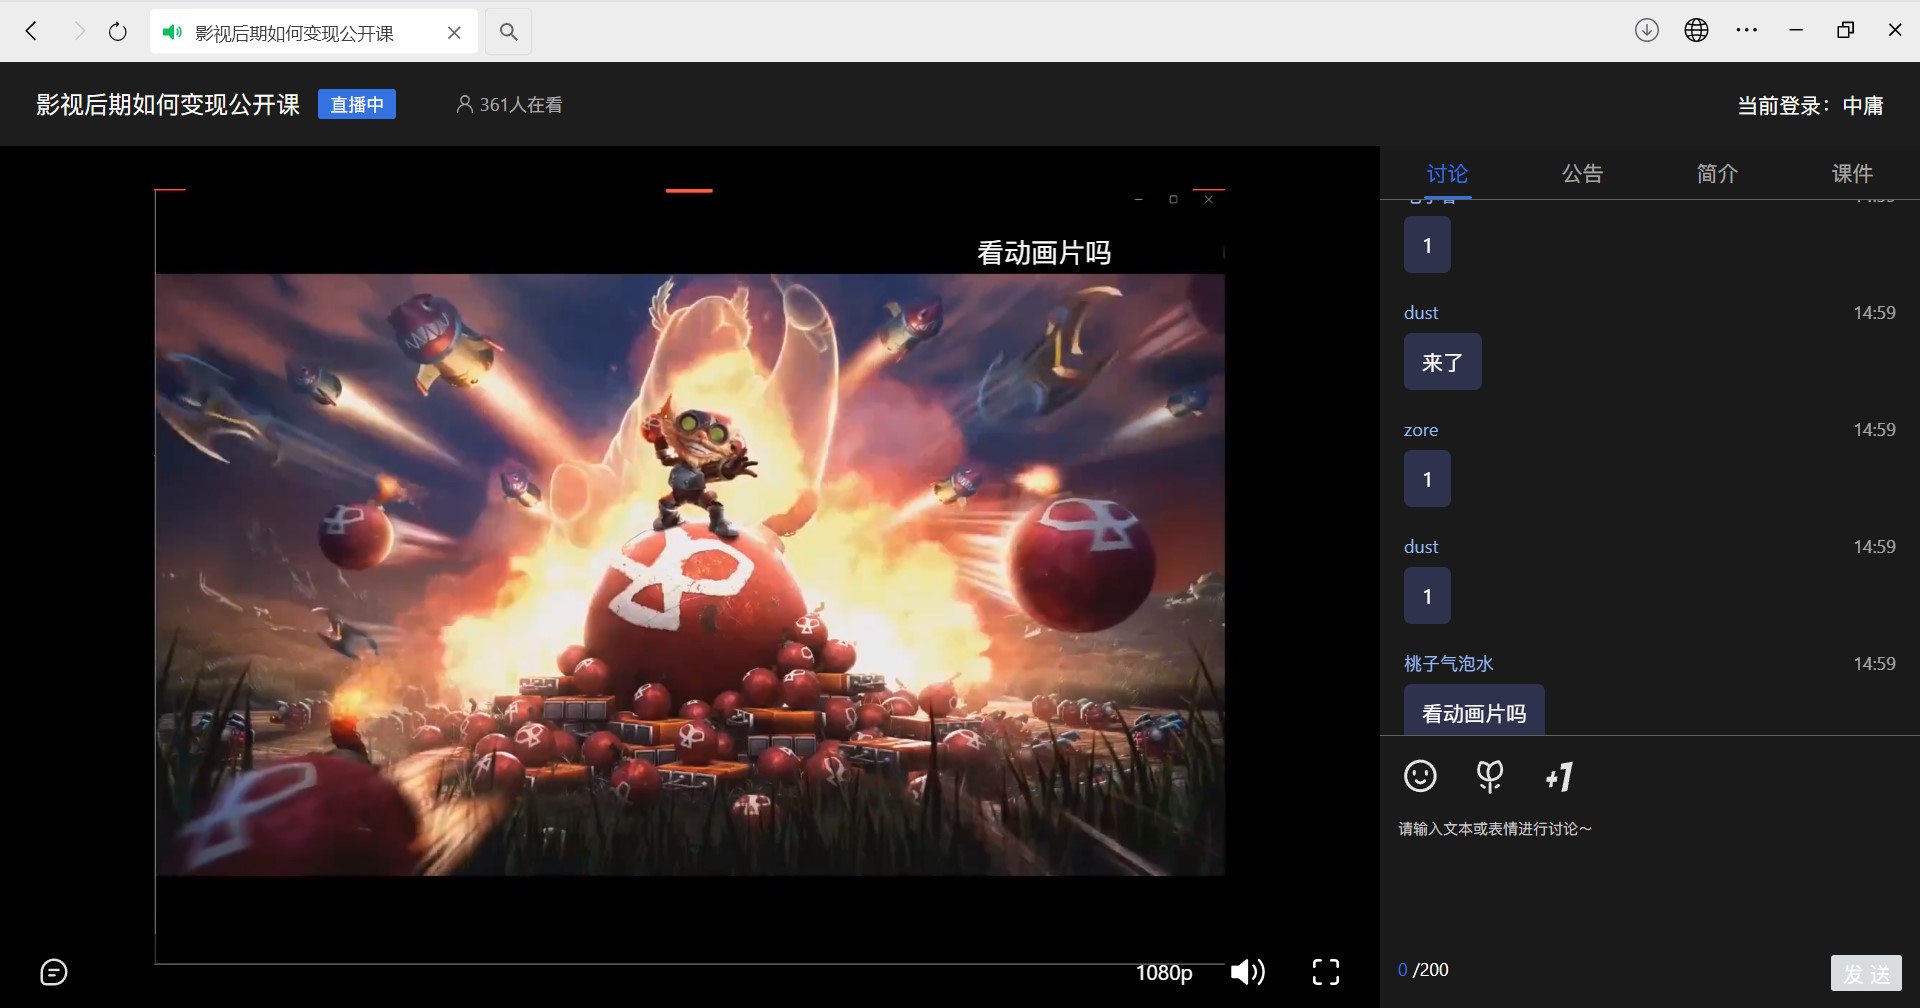 影视后期如何变现公开课
影视后期如何变现公开课
直播中
361人在看
当前登录：中庸
讨论
公告
简介
课件
看动画片吗
1
dust
14:59
来了
zore
14:59
1
dust
14:59
1
桃子气泡水
14:59
看动画片吗
+1
请输入文本或表情进行讨论~
1080p
0 /200
发 送